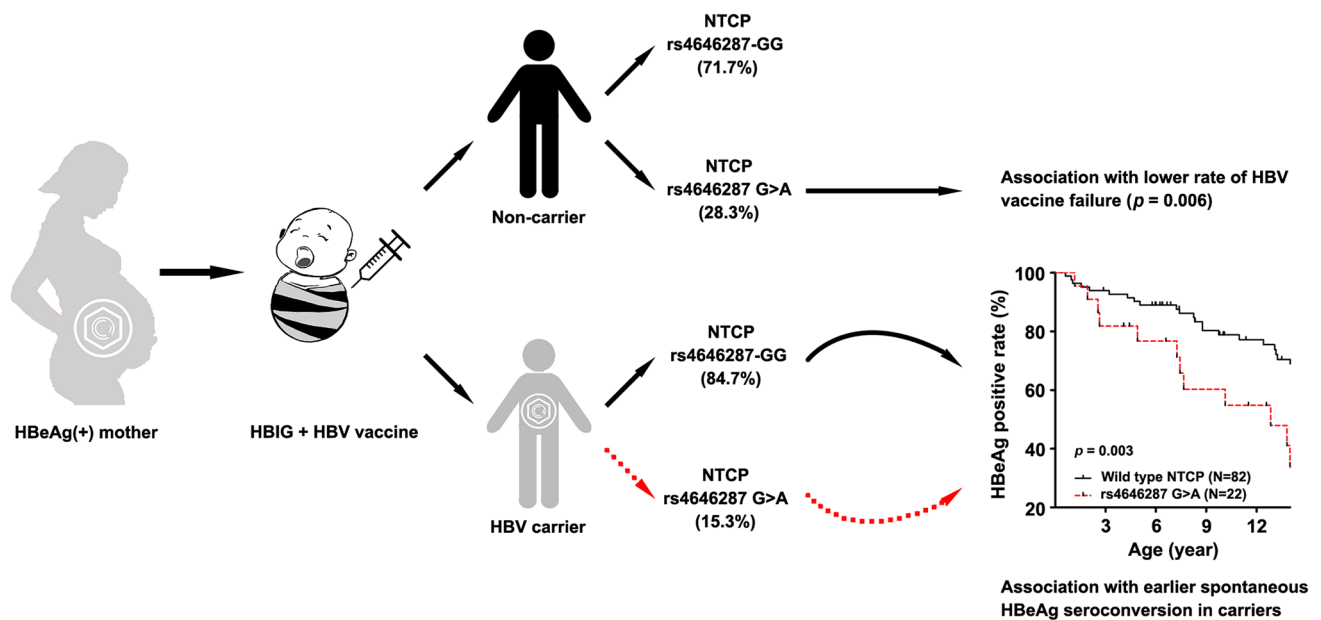 HBeAg(+) mother
HBIG + HBV vaccine
Non-carrier
HBV carrier
NTCP
rs4646287-GG
(71.7%)
NTCP
rs4646287 G>A
(28.3%)
NTCP
rs4646287-GG
(84.7%)
NTCP
rs4646287 G>A
(15.3%)
Association with lower rate of HBV
vaccine failure (p = 0.006)
HBeAg positive rate (%)
100
80
60
40
20
p = 0.003
Wild type NTCP (N=82)
rs4646287 G>A (N=22)
3 6 9 12
Age (year)
Association with earlier spontaneous
HBeAg seroconversion in carriers